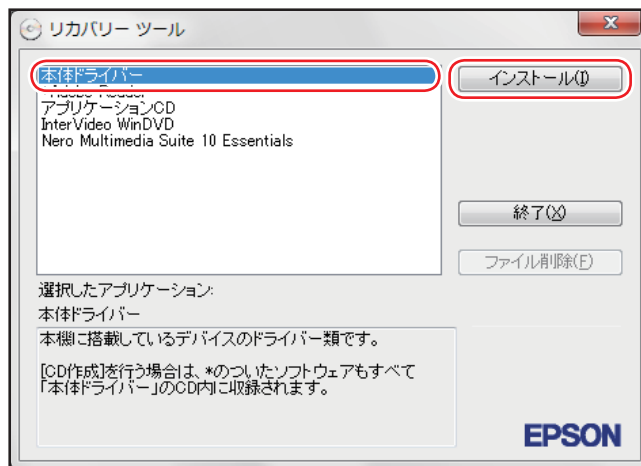 リカバリー ツール
本体ドライバー
アプリケーションCD
InterVideo WinDVD
Nero Multimedia Suite 10 Essentials
インストール(I)
終了(X)
ファイル削除(F)
選択したアプリケーション:
本体ドライバー
本機に搭載しているデバイスのドライバー類です。
[CD作成]を行う場合は、*のついたソフトウェアもすべて
「本体ドライバー」のCD内に収録されます。
EPSON